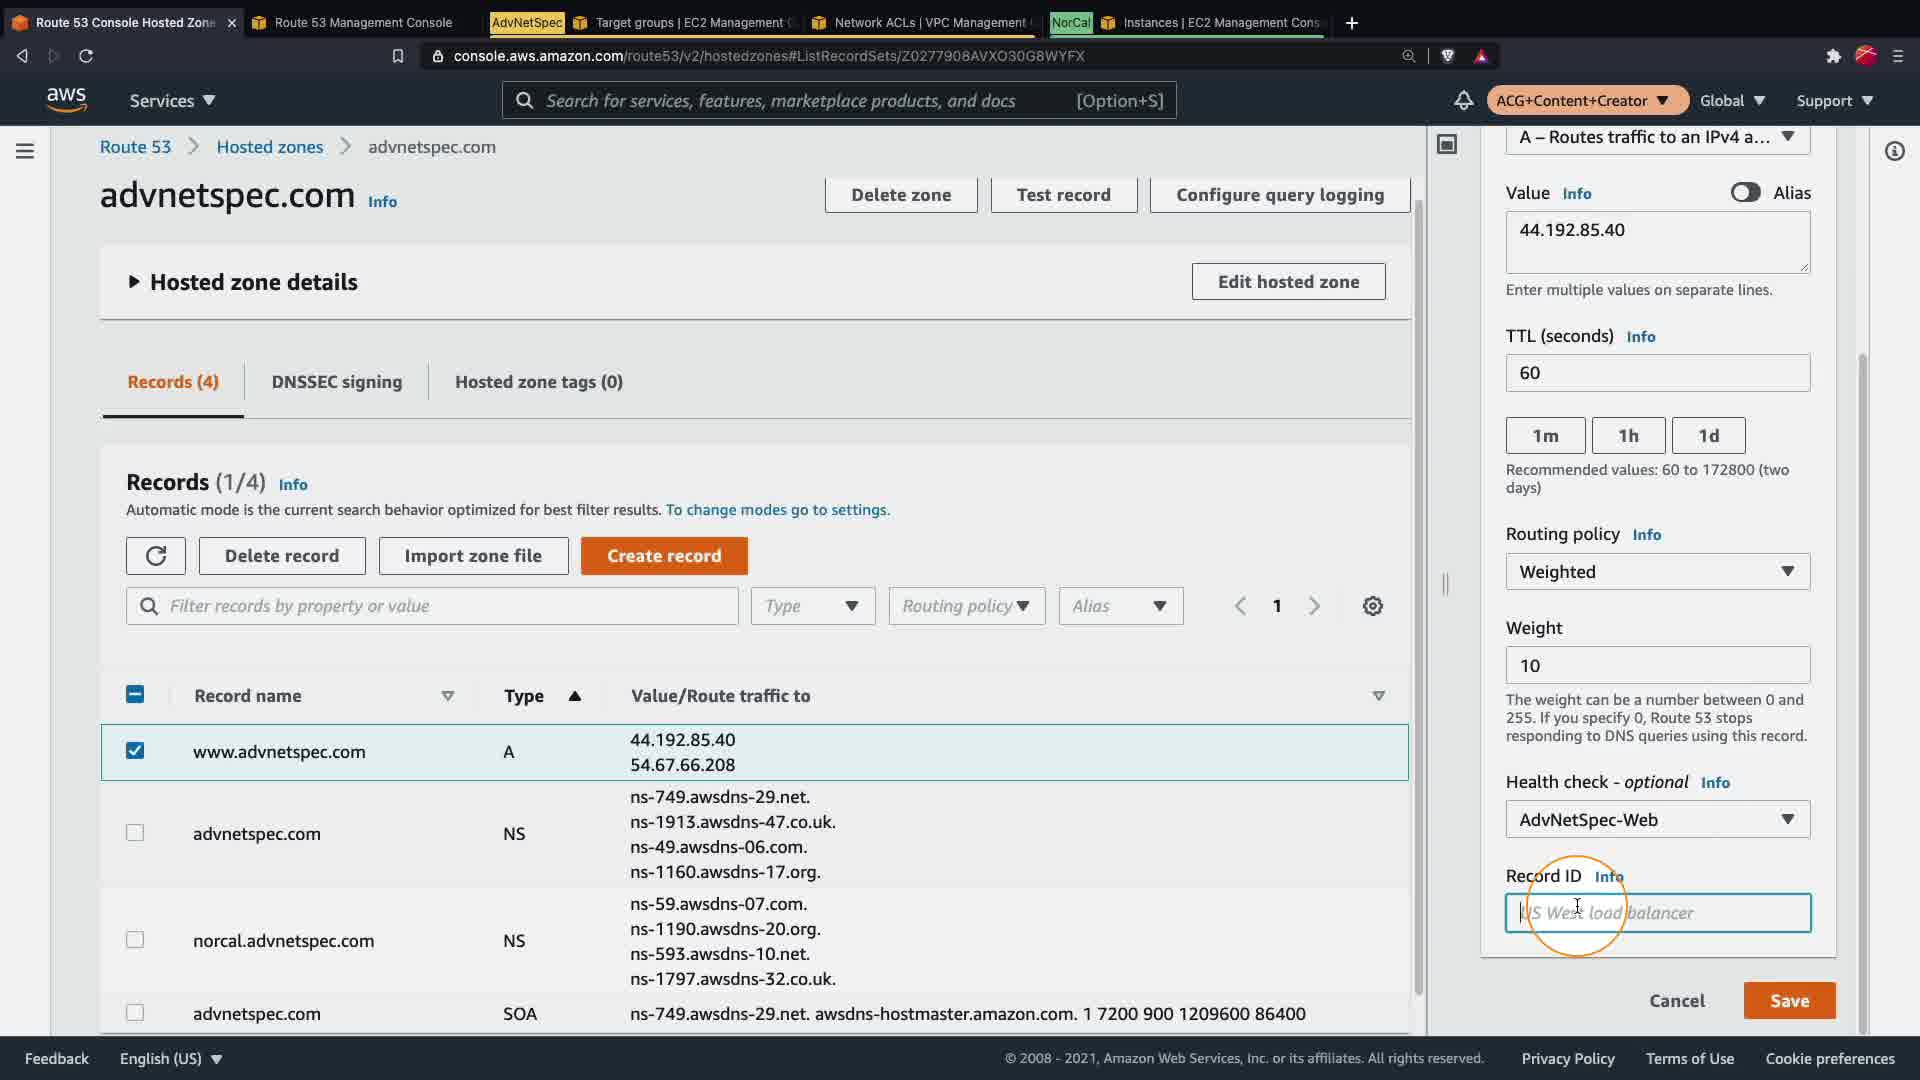 Route 53 Console Hosted Zone
Route 53 Management Console
AdvNetSpec
Target groups | EC2 Management
Network ACLs | VPC Management
NorCal
Instances | EC2 Management Cons
console.aws.amazon.com/route53/v2/hostedzones#ListRecordSets/Z0277908AVXO30G8WYFX
aws
Services
Search for services, features, marketplace products, and docs
[Option+S]
ACG+Content+Creator
Global
Support
Route 53
Hosted zones
advnetspec.com
advnetspec.com Info
Delete zone
Test record
Configure query logging
Hosted zone details
Edit hosted zone
Records (4)
DNSSEC signing
Hosted zone tags (0)
Records (1/4) Info
Automatic mode is the current search behavior optimized for best filter results. To change modes go to settings.
Delete record
Import zone file
Create record
Filter records by property or value
Type
Routing policy
Alias
1
Record name
Type
Value/Route traffic to
www.advnetspec.com
A
44.192.85.40
54.67.66.208
advnetspec.com
NS
ns-749.awsdns-29.net.
ns-1913.awsdns-47.co.uk.
ns-49.awsdns-06.com.
ns-1160.awsdns-17.org.
norcal.advnetspec.com
NS
ns-59.awsdns-07.com.
ns-1190.awsdns-20.org.
ns-593.awsdns-10.net.
ns-1797.awsdns-32.co.uk.
advnetspec.com
SOA
ns-749.awsdns-29.net. awsdns-hostmaster.amazon.com. 1 7200 900 1209600 86400
A – Routes traffic to an IPv4 a...
Value Info
Alias
44.192.85.40
Enter multiple values on separate lines.
TTL (seconds) Info
60
1m
1h
1d
Recommended values: 60 to 172800 (two
days)
Routing policy Info
Weighted
Weight
10
The weight can be a number between 0 and
255. If you specify 0, Route 53 stops
responding to DNS queries using this record.
Health check - optional Info
AdvNetSpec-Web
Record ID Info
US West load balancer
Cancel
Save
Feedback
English (US)
© 2008 - 2021, Amazon Web Services, Inc. or its affiliates. All rights reserved.
Privacy Policy
Terms of Use
Cookie preferences